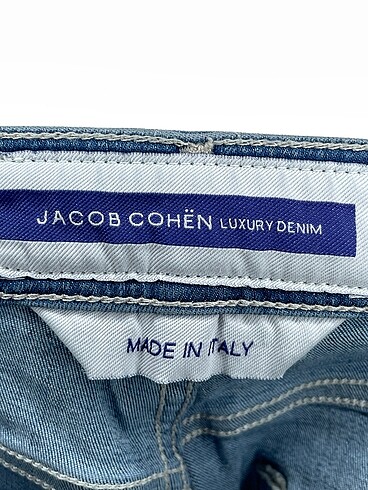 JACOB COHËN LUXURY DENIM
MADE IN ITALY